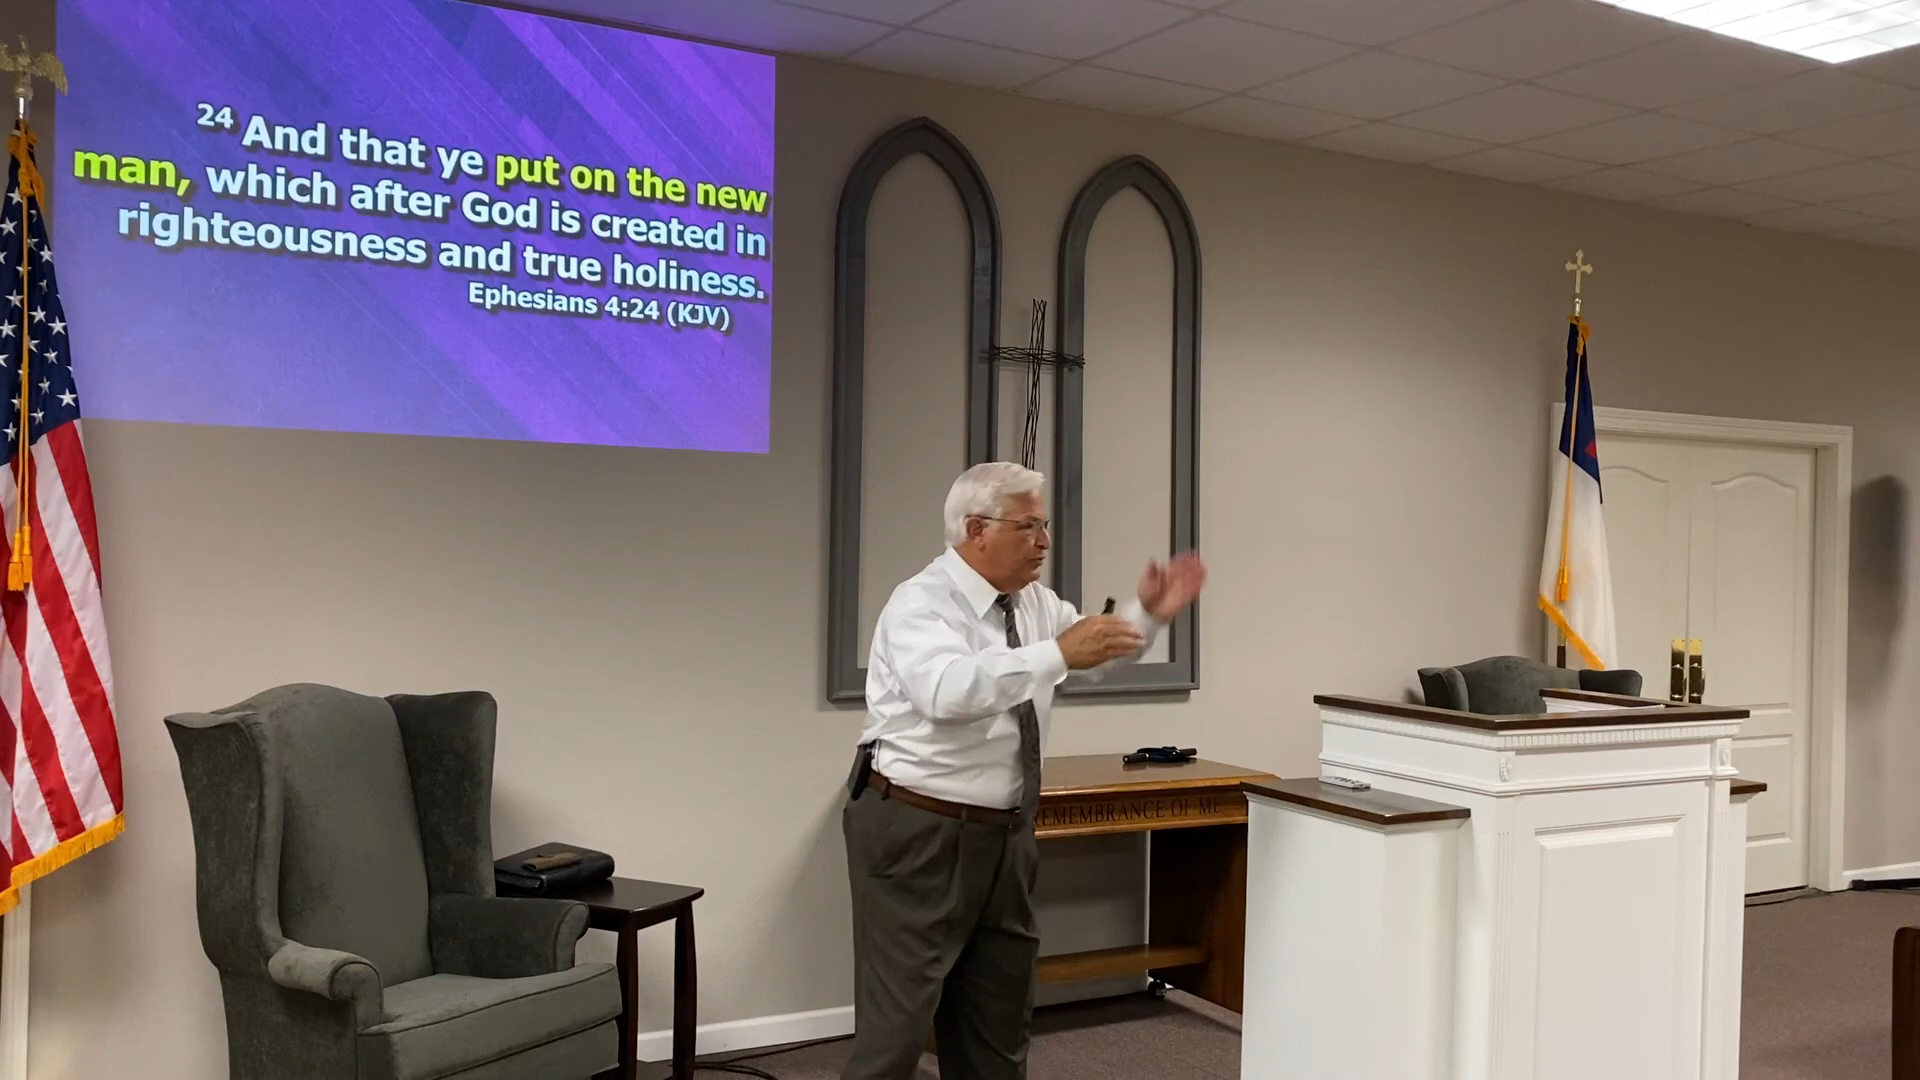 24 And that ye put on the new
man, which after God is created in
righteousness and true holiness.
Ephesians 4:24 (KJV)
REMEMBRANCE OF ME